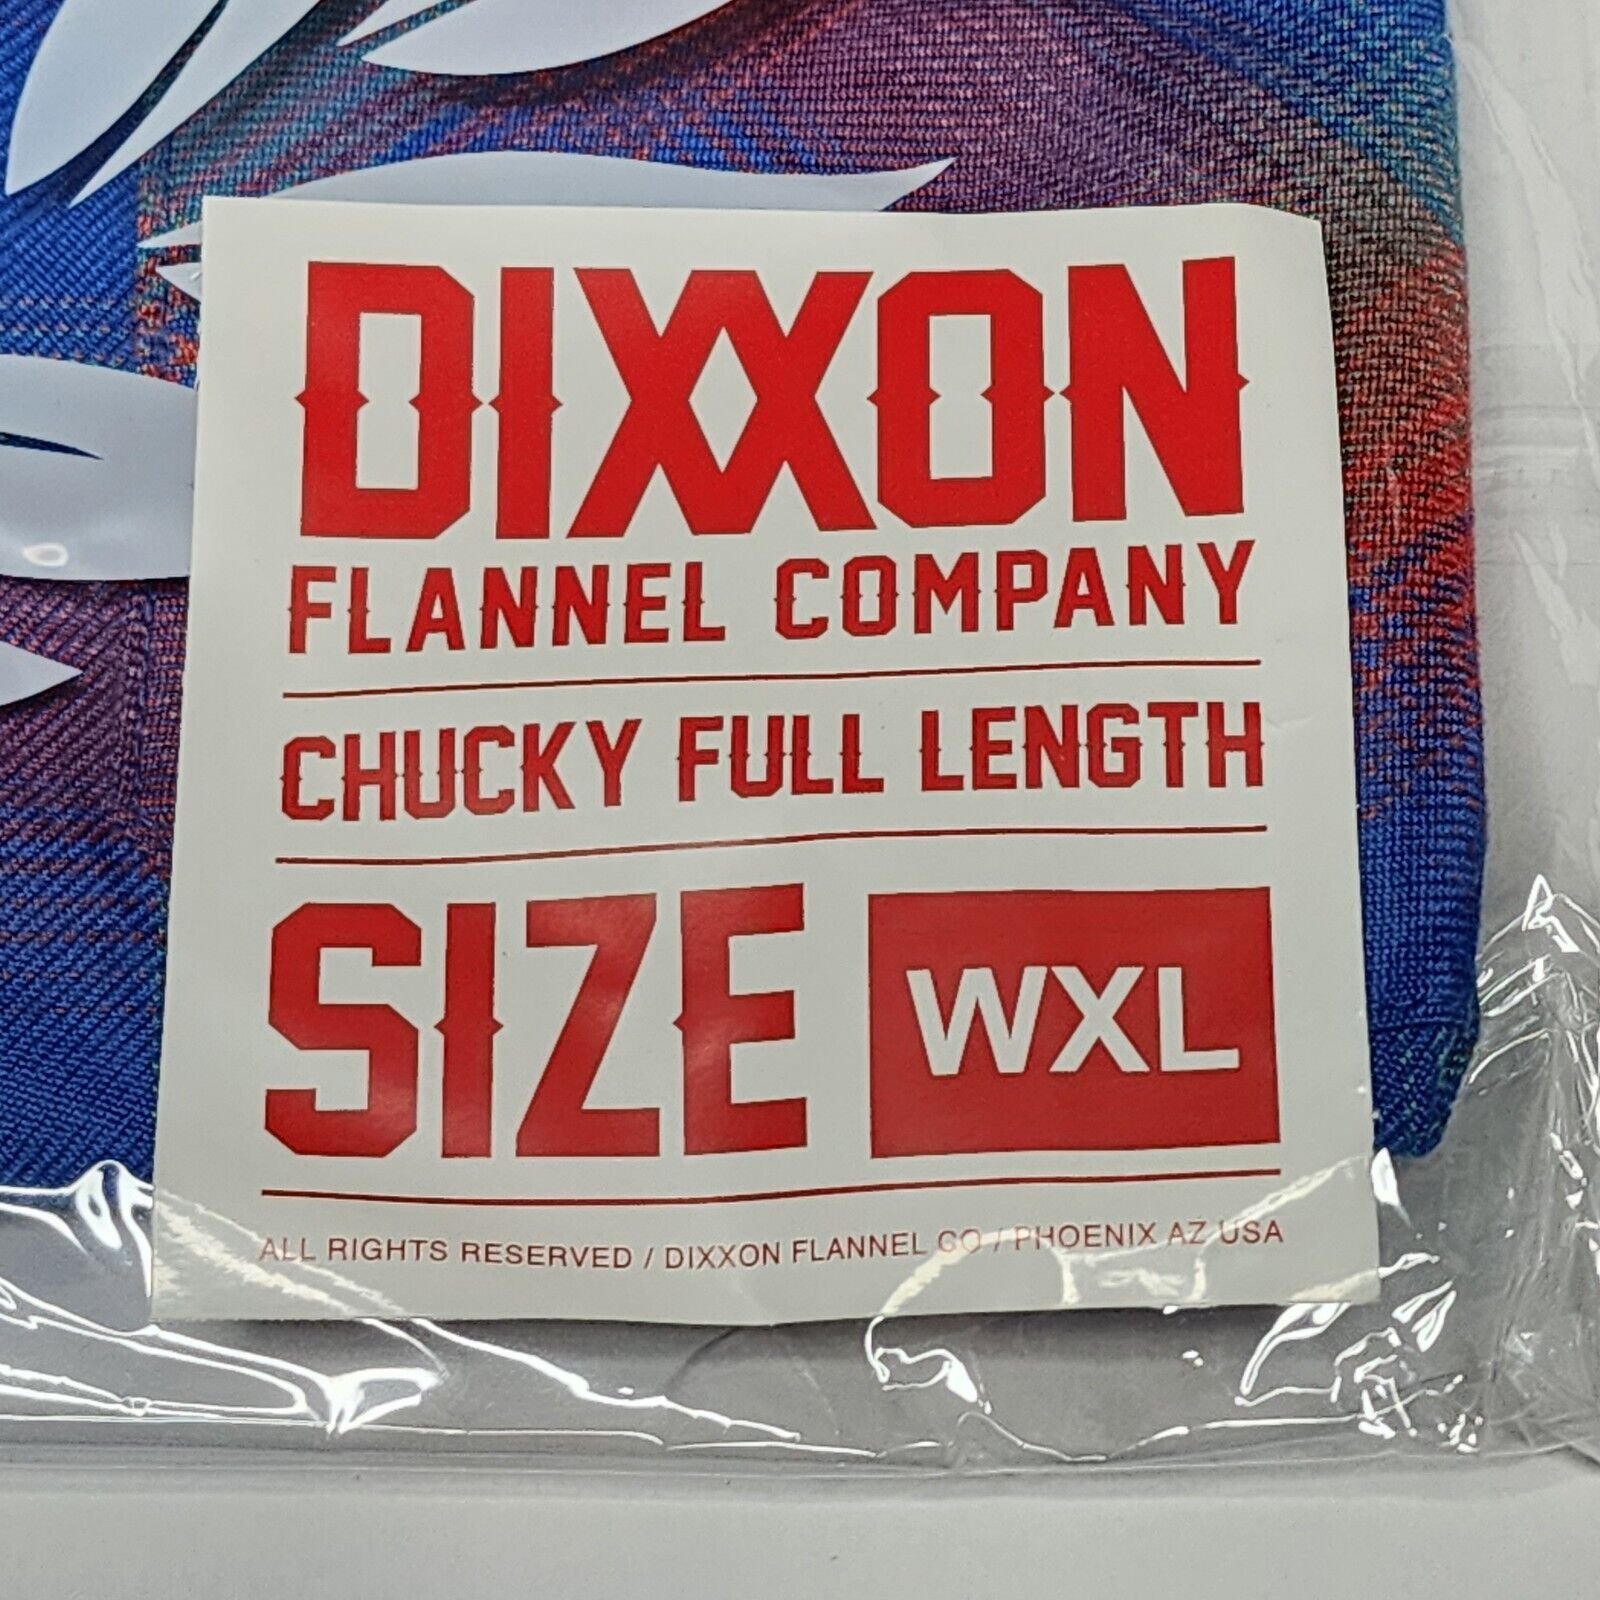 DIXXON
FLANNEL COMPANY
CHUCKY FULL LENGTH
SIZE WXL
ALL RIGHTS RESERVED / DIXXON FLANNEL CO / PHOENIX AZ USA